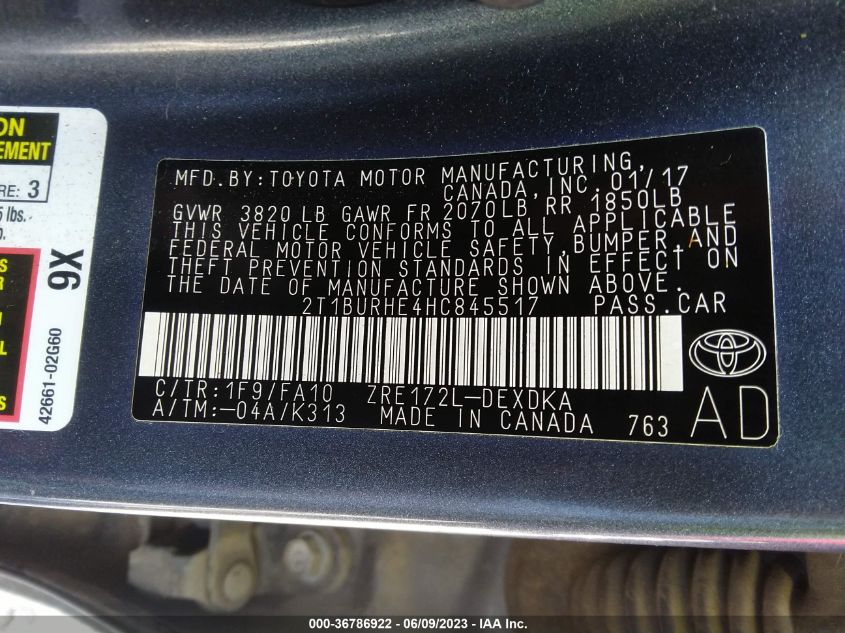 ON
EMENT
RE: 3
5 lbs.
9X
42661-02G60
MFD.BY:TOYOTA MOTOR MANUFACTURING,
CANADA,INC.01/17
GVWR 3820 LB GAWR FR 2070LB RR 1850LB
THIS VEHICLE CONFORMS TO ALL APPLICABLE
FEDERAL MOTOR VEHICLE SAFETY,BUMPER,AND
THEFT PREVENTION STANDARDS IN EFFECT ON
THE DATE OF MANUFACTURE SHOWN ABOVE.
2T1BURHE4HC845517 PASS.CAR
C/TR:1F9/FA10 ZRE172L-DEXDKA
A/TM:-04A/K313 MADE IN CANADA 763
AD
000-36786922 - 06/09/2023 - © IAA, Inc.